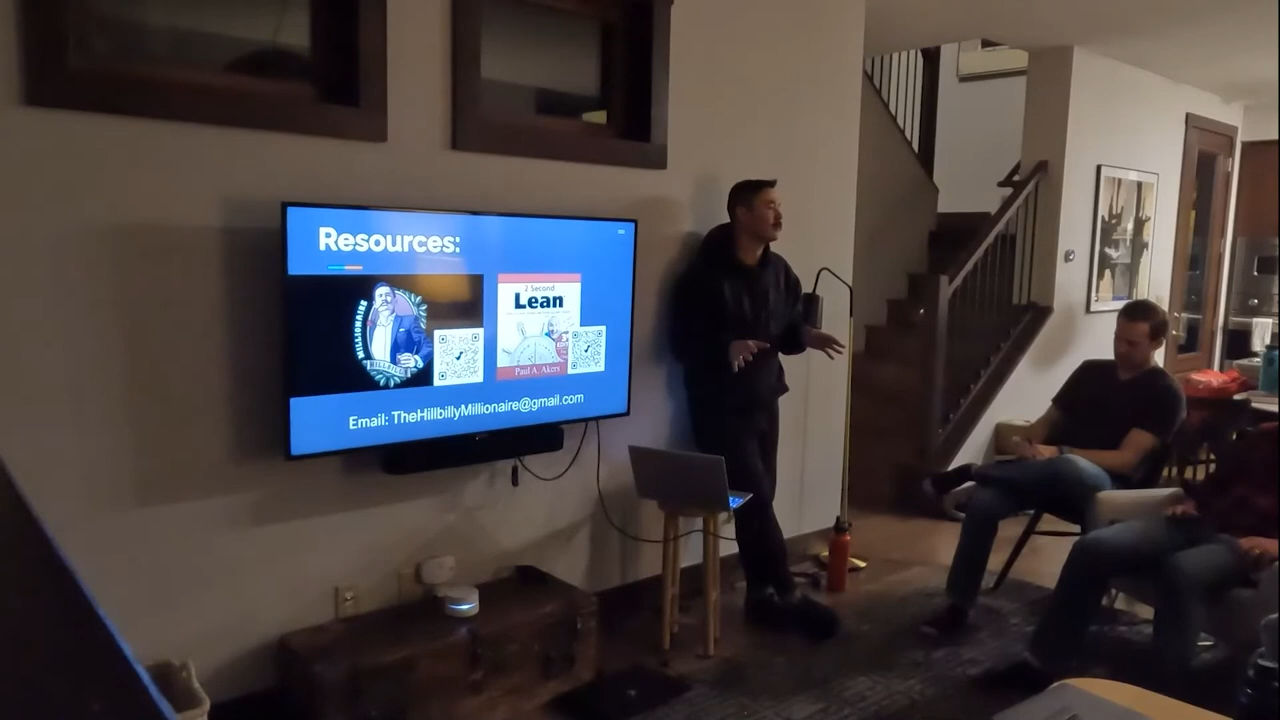 Resources:
MILLIONAIRE
HILLBILLY
2 Second
Lean
Paul A. Akers
Email: TheHillbillyMillionaire@gmail.com